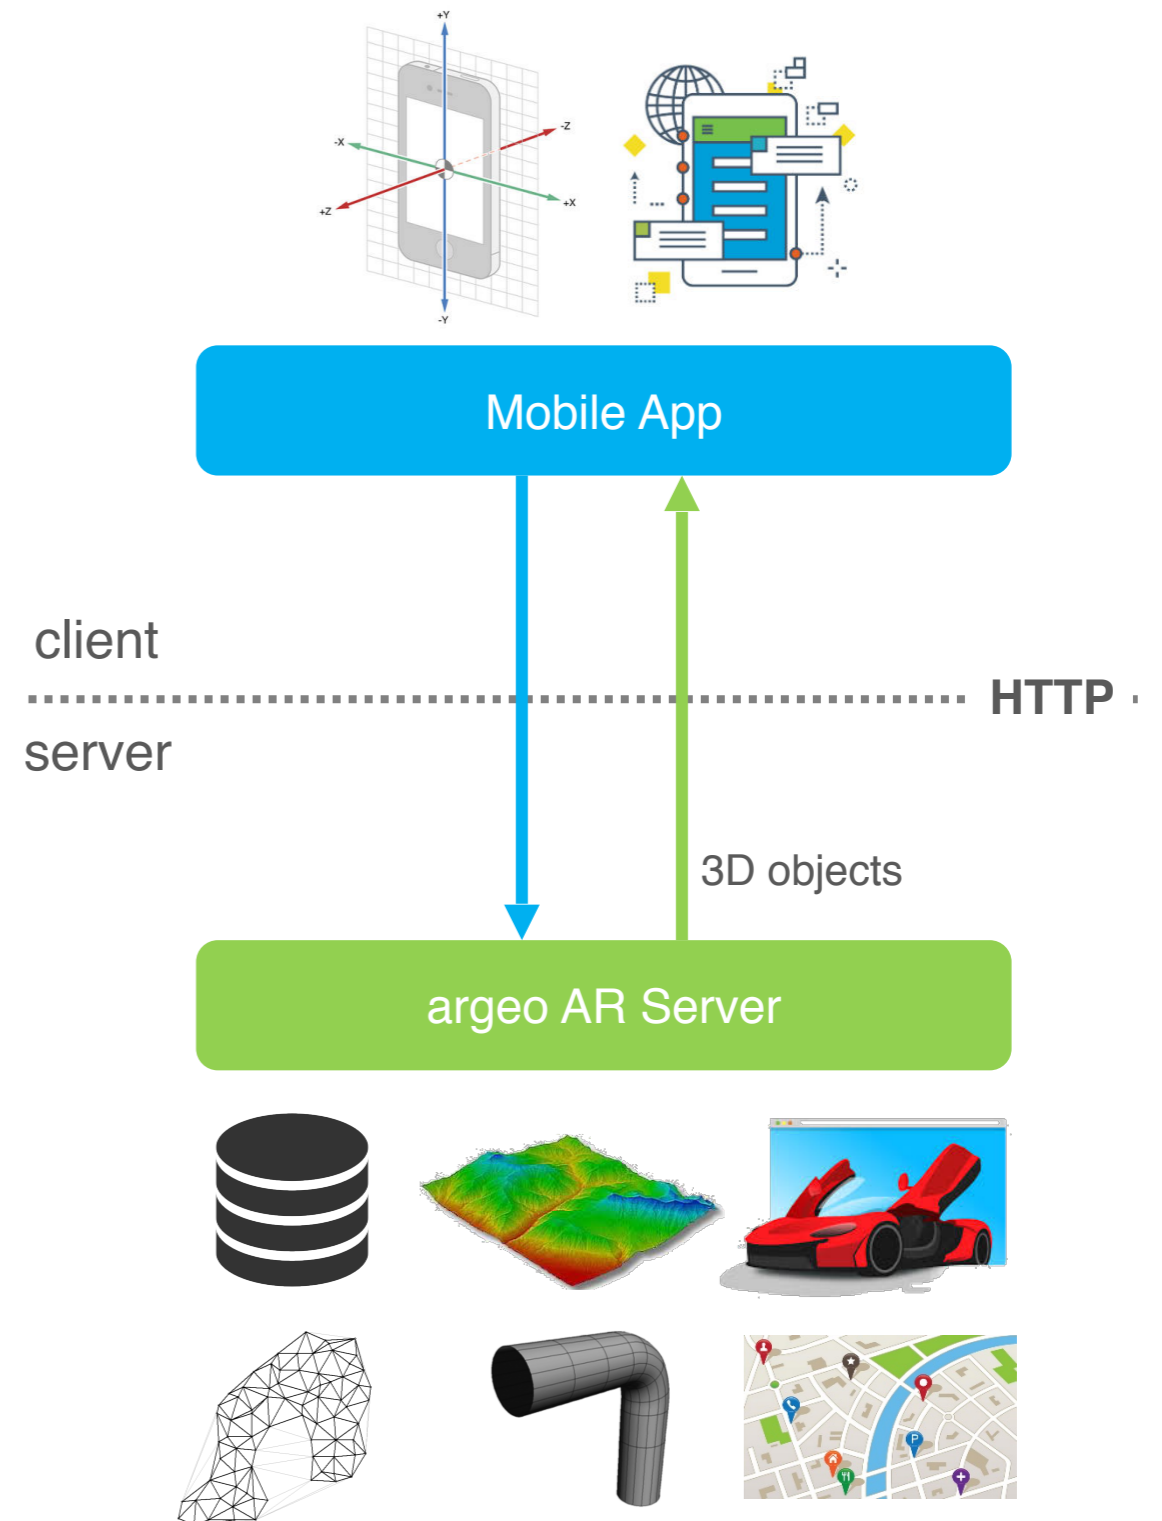 +Y
-Z
-X
+X
+Z
-Y
Mobile App
client
HTTP
server
3D objects
argeo AR Server
P